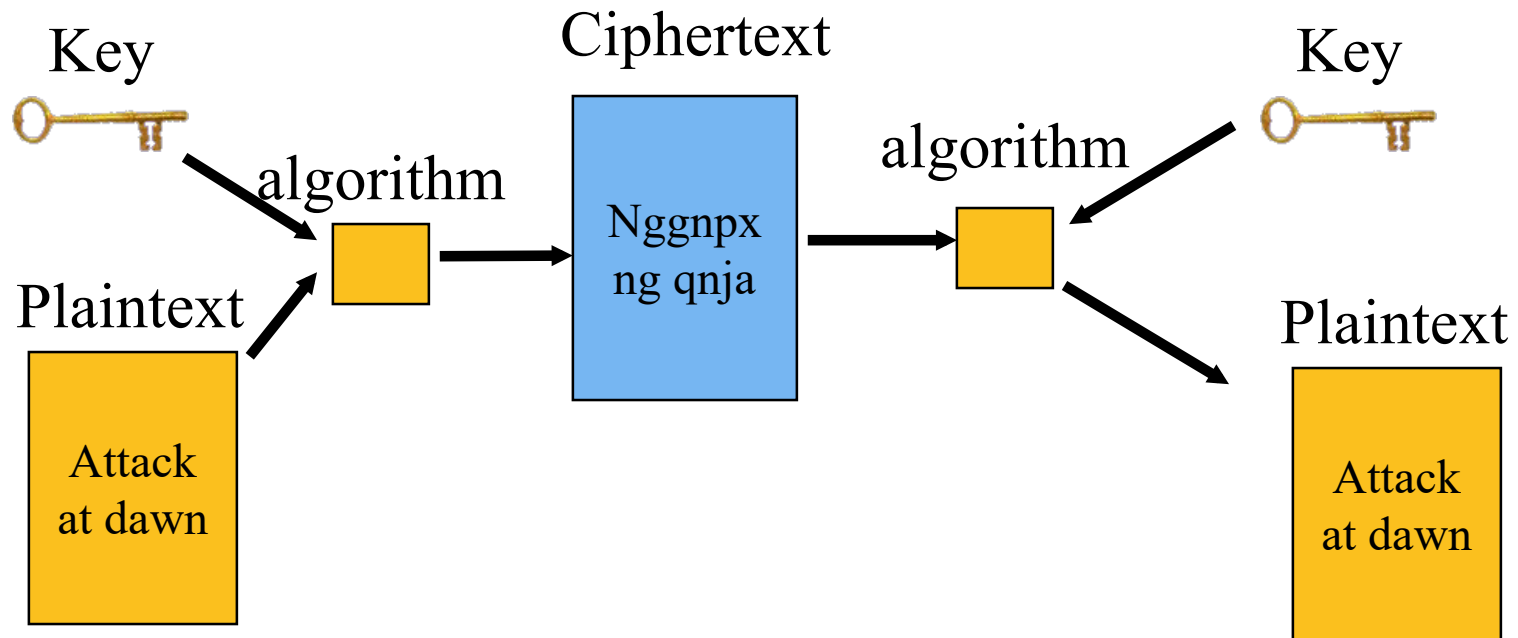 Key
Ciphertext
Key
algorithm
algorithm
Nggnpx
ng qnja
Plaintext
Plaintext
Attack
at dawn
Attack
at dawn